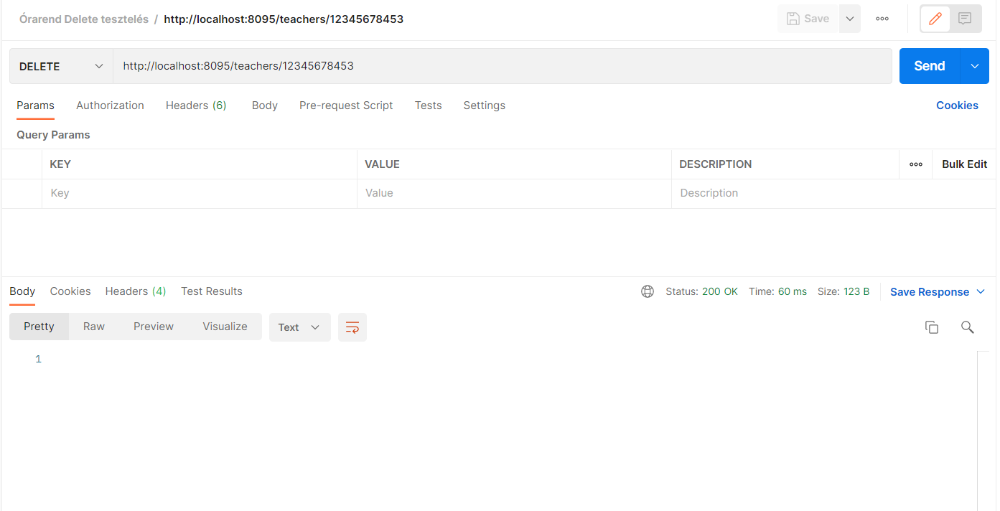 Órarend Delete tesztelés / http://localhost:8095/teachers/12345678453 Save
DELETE http://localhost:8095/teachers/12345678453 Send
Params Authorization Headers (6) Body Pre-request Script Tests Settings Cookies
Query Params
KEY VALUE DESCRIPTION Bulk Edit
Key Value Description
Body Cookies Headers (4) Test Results Status: 200 OK Time: 60 ms Size: 123 B Save Response
Pretty Raw Preview Visualize Text
1